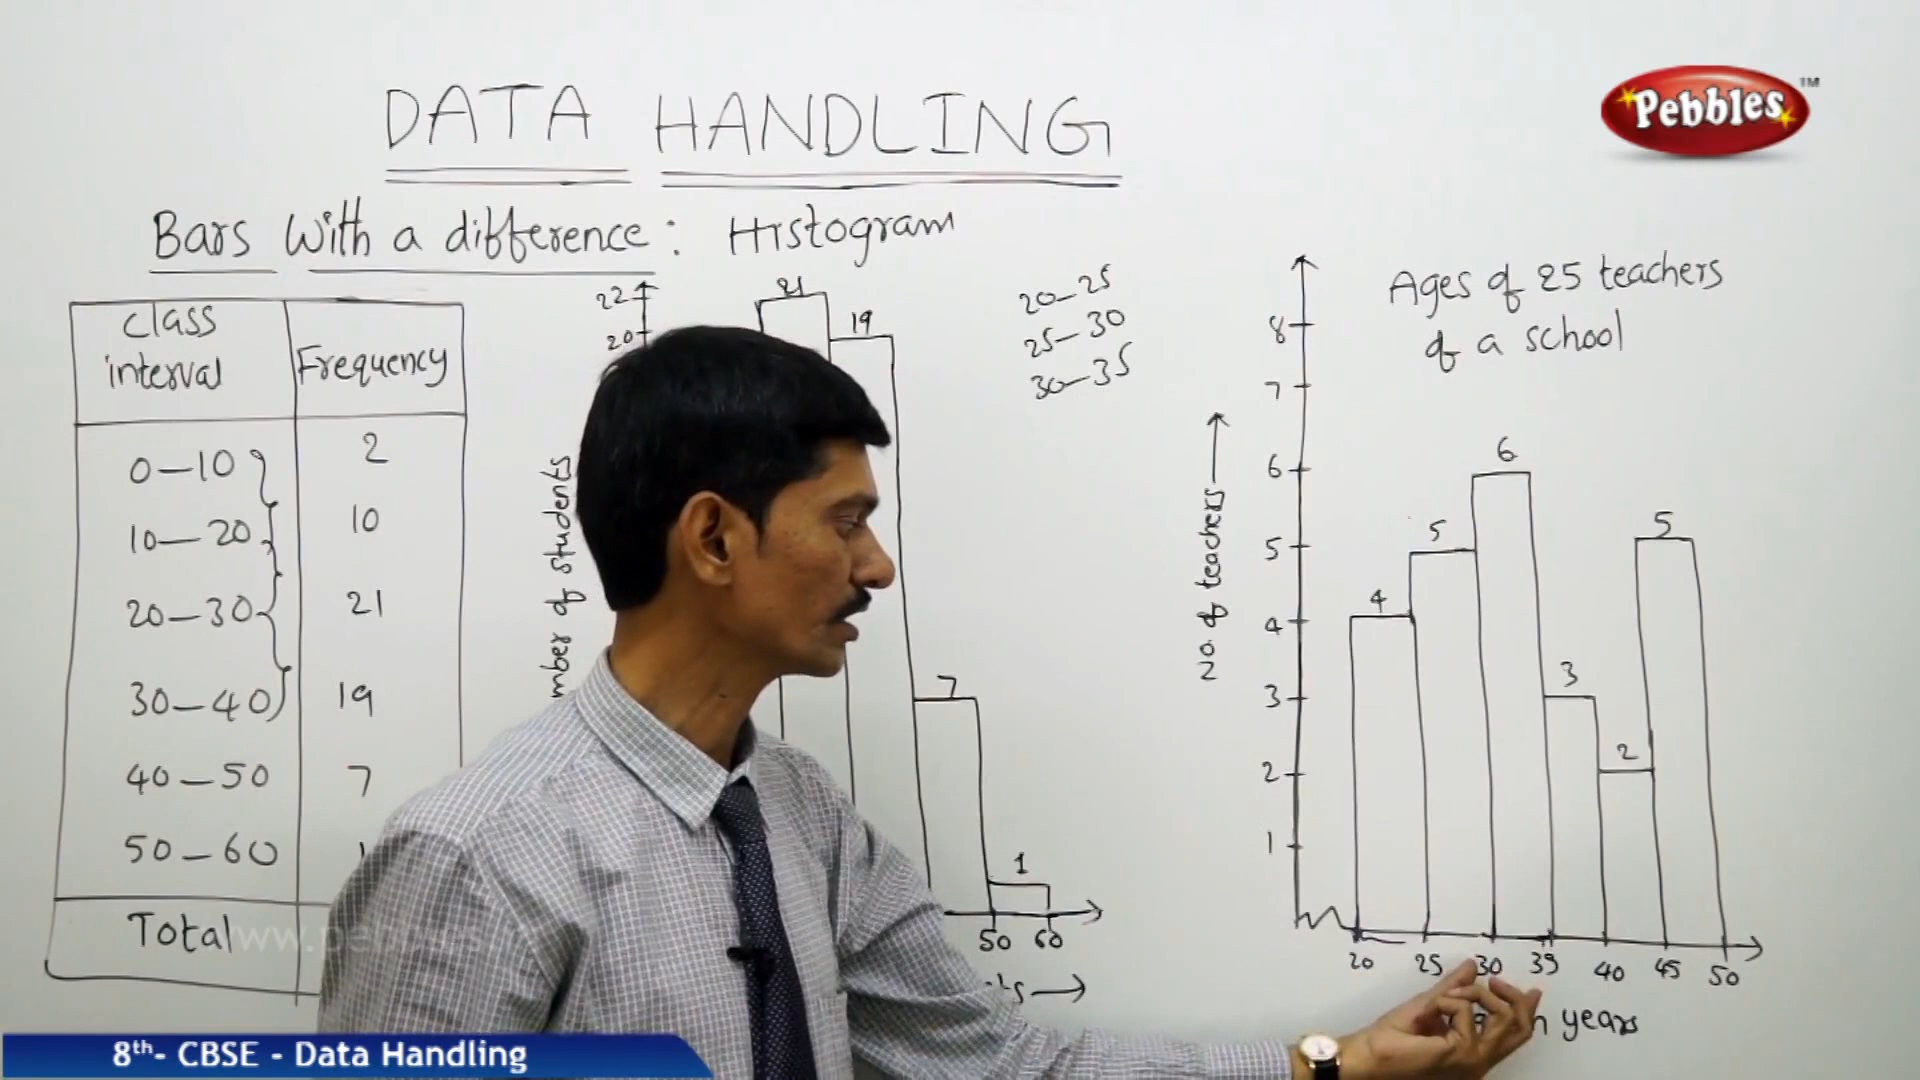 DATA HANDLING
Pebbles™
Bars with a difference: Histogram
class interval Frequency
0-10 2
10-20 10
20-30 21
30-40 19
40-50 7
50-60
Total
22
20
21
19
7
1
50 60
of students
20-25
25-30
30-35
Ages of 25 teachers
of a school
No. of teachers
8
7
6
5
4
3
2
1
4
5
6
3
2
5
20 25 30 35 40 45 50
years
8th- CBSE - Data Handling